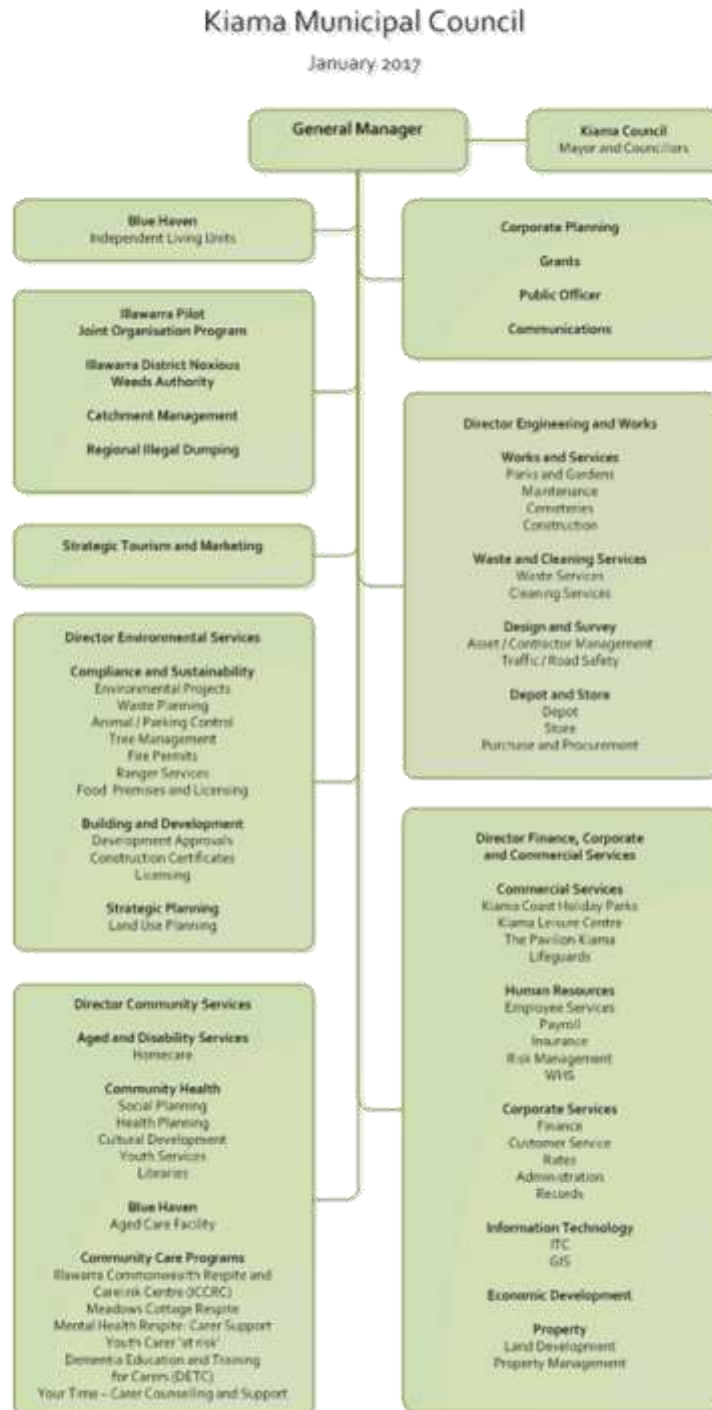 Kiama Municipal Council
January 2017
General Manager
Kiama Council
Mayor and Councillors
Blue Haven
Independent Living Units
Corporate Planning
Grants
Public Officer
Communications
Illawarra Pilot
Joint Organisation Program
Illawarra District Noxious
Weeds Authority
Catchment Management
Regional Illegal Dumping
Director Engineering and Works
Works and Services
Parks and Gardens
Maintenance
Cemeteries
Construction
Waste and Cleaning Services
Waste Services
Cleaning Services
Design and Survey
Asset / Contractor Management
Traffic / Road Safety
Depot and Store
Depot
Store
Purchase and Procurement
Strategic Tourism and Marketing
Director Environmental Services
Compliance and Sustainability
Environmental Projects
Waste Planning
Animal / Parking Control
Tree Management
Fire Permits
Ranger Services
Food Premises and Licensing
Building and Development
Development Approvals
Construction Certificates
Licensing
Strategic Planning
Land Use Planning
Director Finance, Corporate
and Commercial Services
Commercial Services
Kiama Coast Holiday Parks
Kiama Leisure Centre
The Pavilion Kiama
Lifeguards
Human Resources
Employee Services
Payroll
Insurance
Risk Management
WHS
Corporate Services
Finance
Customer Service
Rates
Administration
Records
Information Technology
ITC
GIS
Economic Development
Property
Land Development
Property Management
Director Community Services
Aged and Disability Services
Homecare
Community Health
Social Planning
Health Planning
Cultural Development
Youth Services
Libraries
Blue Haven
Aged Care Facility
Community Care Programs
Illawarra Commonwealth Respite and
Carelink Centre (ICCRC)
Meadows Cottage Respite
Mental Health Respite: Carer Support
Youth Carer 'at risk'
Dementia Education and Training
for Carers (DETC)
Your Time – Carer Counselling and Support